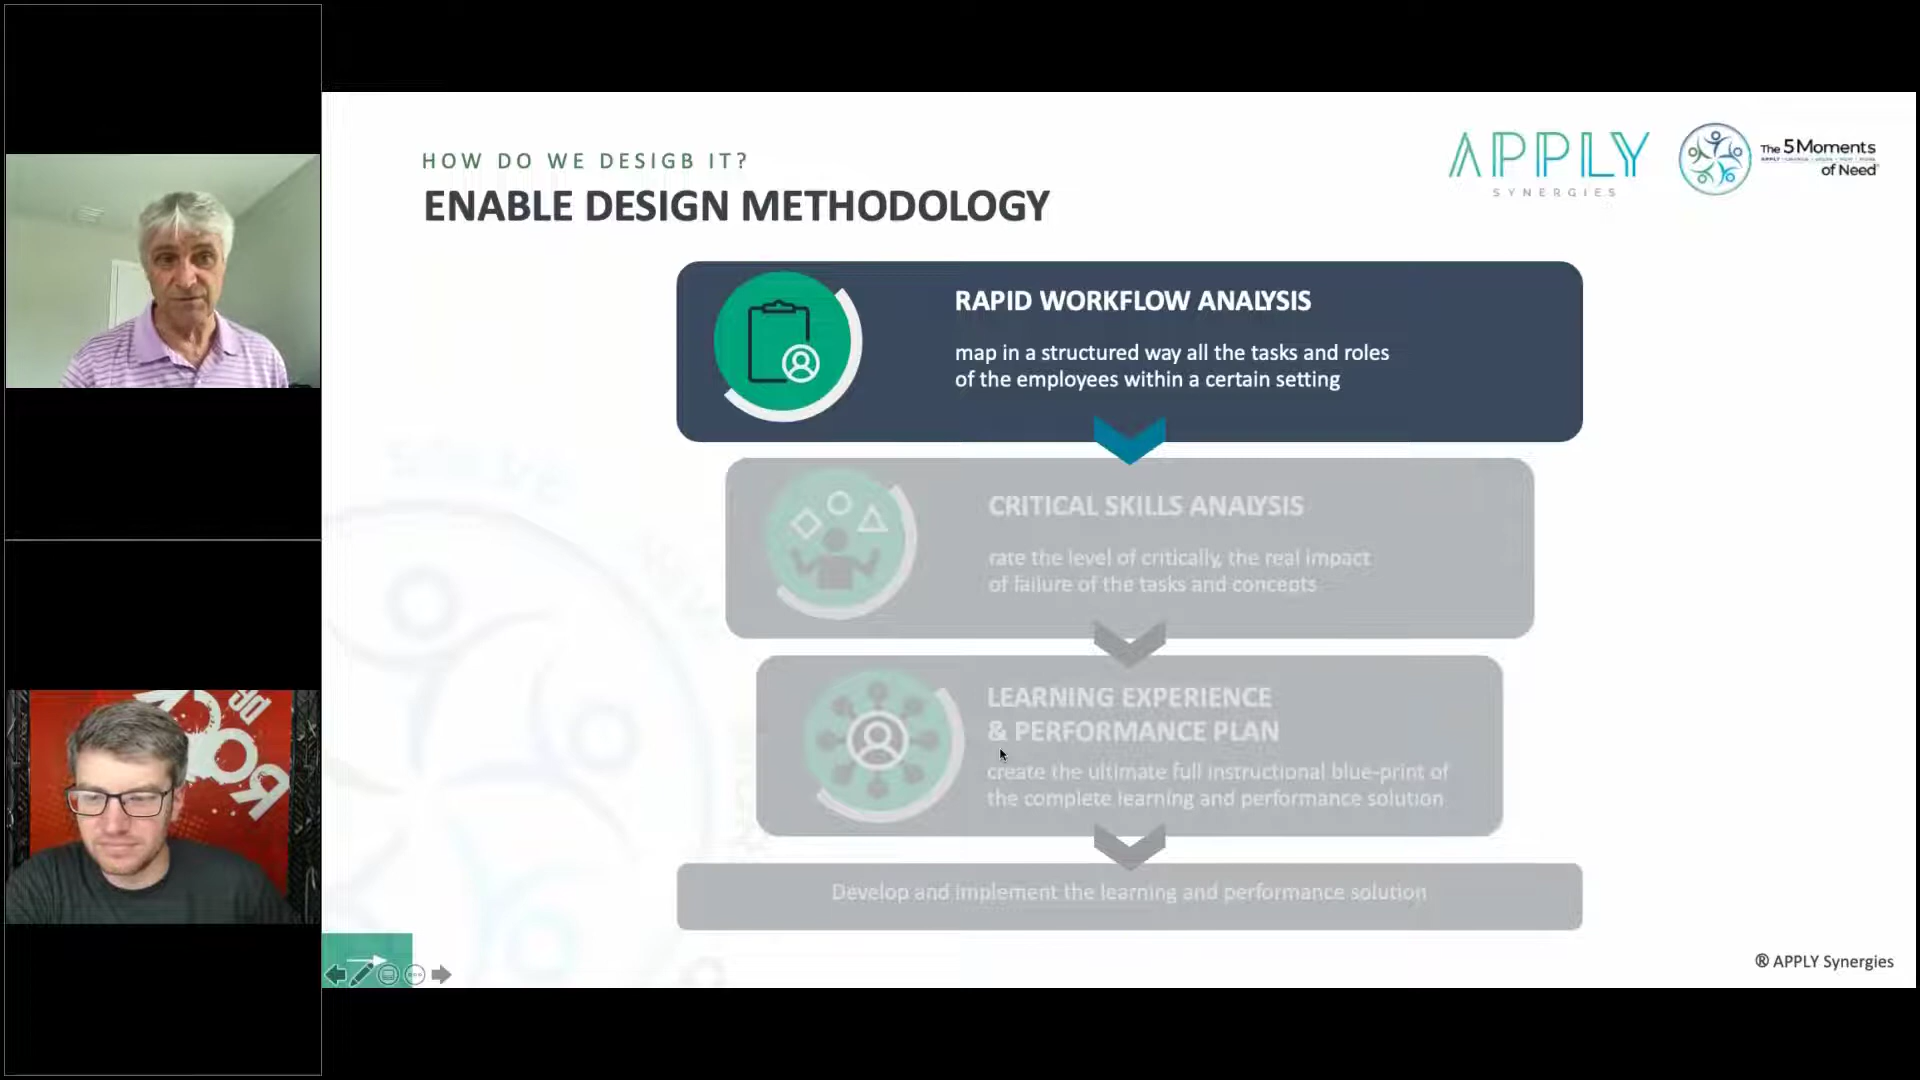 HOW DO WE DESIGB IT?
ENABLE DESIGN METHODOLOGY
APPLY
SYNERGIES
The 5 Moments
of Need
RAPID WORKFLOW ANALYSIS
map in a structured way all the tasks and roles
of the employees within a certain setting
CRITICAL SKILLS ANALYSIS
rate the level of critically, the real impact
of failure of the tasks and concepts
LEARNING EXPERIENCE
& PERFORMANCE PLAN
create the ultimate full instructional blue-print of
the complete learning and performance solution
Develop and implement the learning and performance solution
® APPLY Synergies